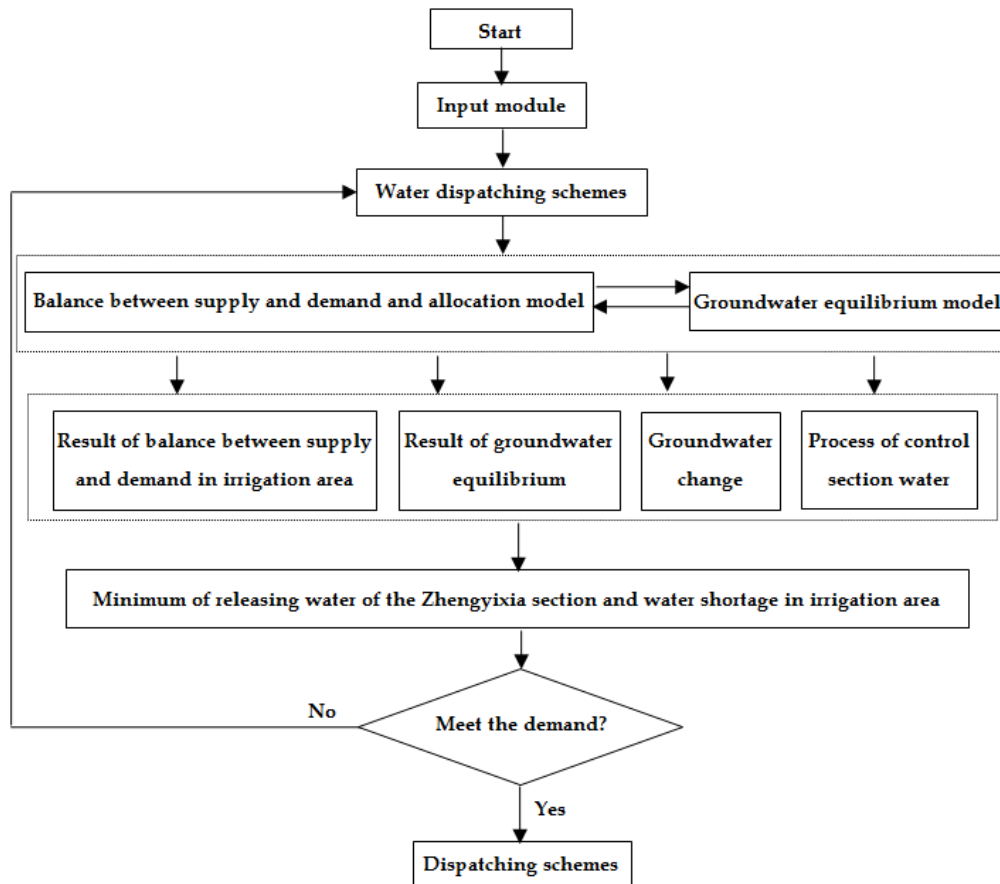 Start
Input module
Water dispatching schemes
Balance between supply and demand and allocation model
Groundwater equilibrium model
Result of balance between supply
and demand in irrigation area
Result of groundwater
equilibrium
Groundwater
change
Process of control
section water
Minimum of releasing water of the Zhengyixia section and water shortage in irrigation area
No
Meet the demand?
Yes
Dispatching schemes